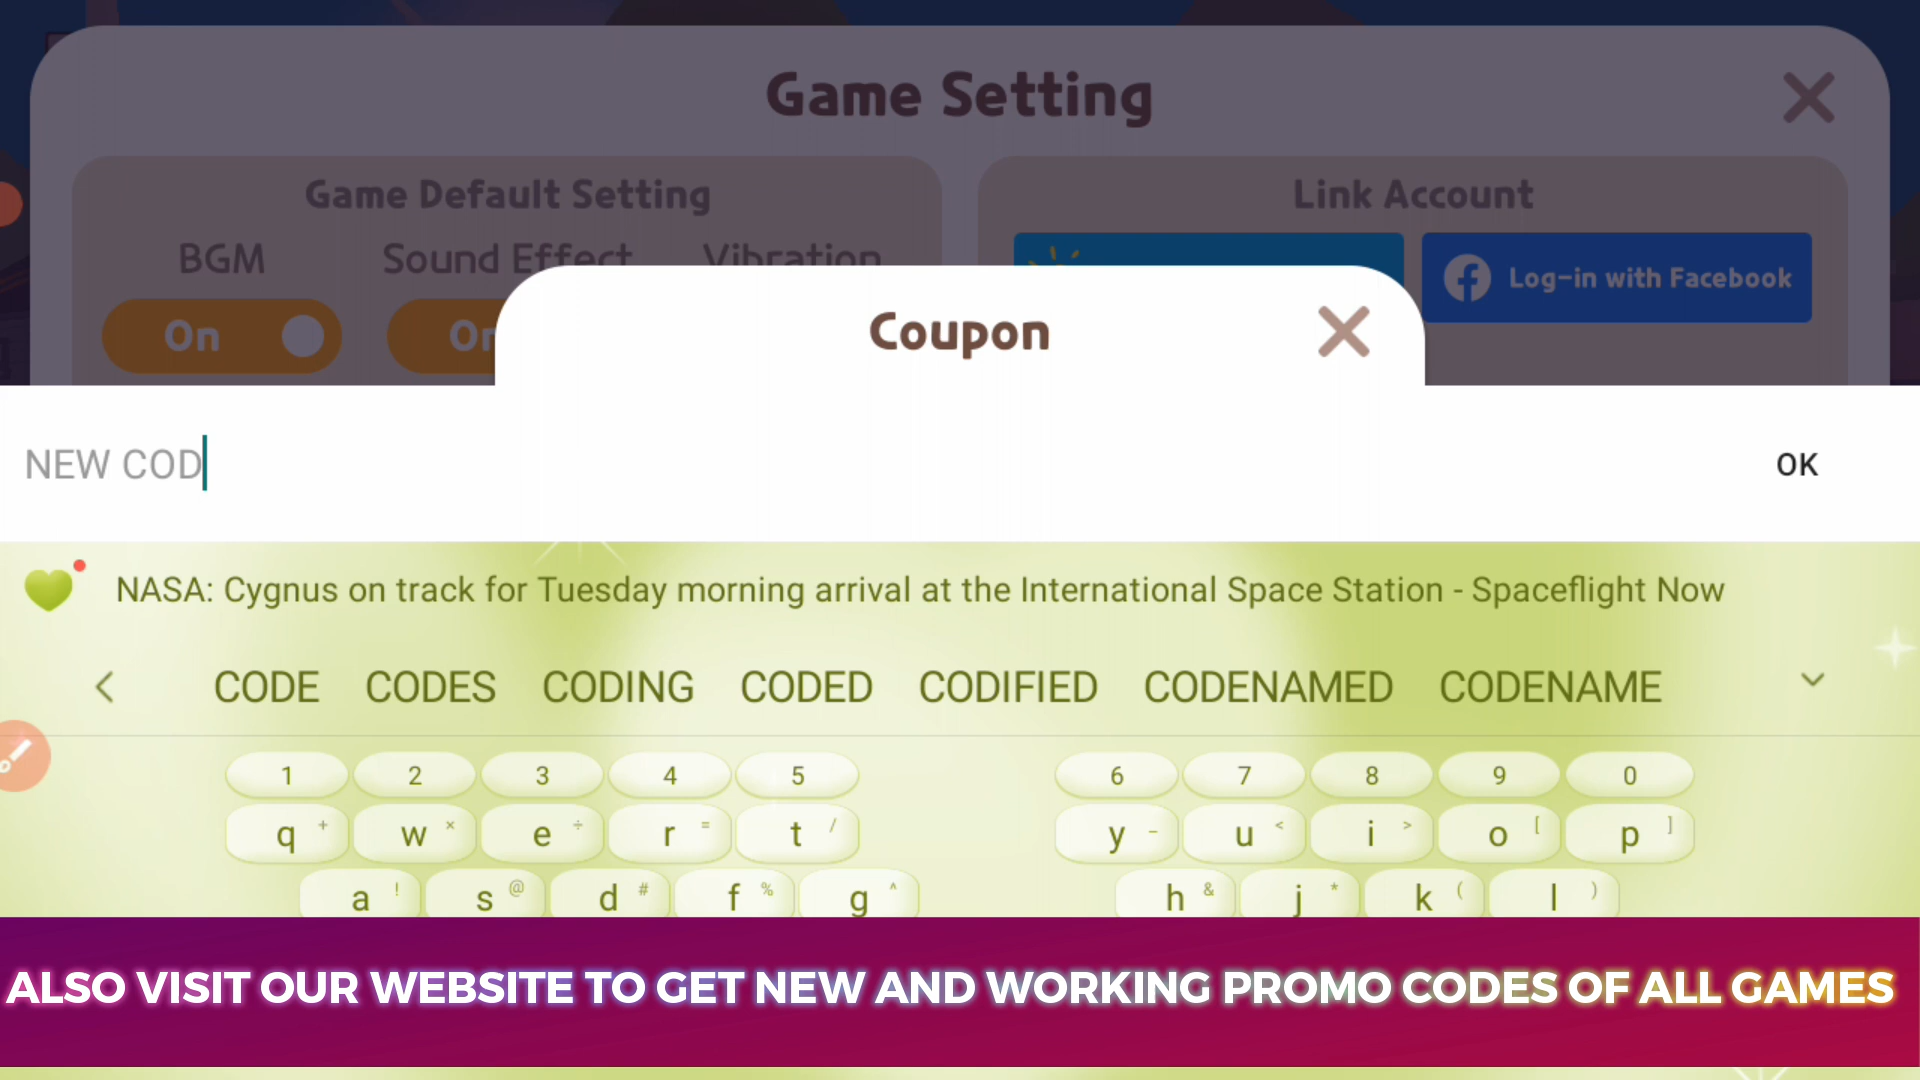 Game Setting
Game Default Setting
Link Account
BGM Sound Effect Vibration
Log-in with Facebook
On On
Coupon
NEW COD
OK
NASA: Cygnus on track for Tuesday morning arrival at the International Space Station - Spaceflight Now
CODE CODES CODING CODED CODIFIED CODENAMED CODENAME
1 2 3 4 5 6 7 8 9 0
q + w × e ÷ r = t / y - u < i > o [ p ]
a ! s @ d # f % g ^ h & j * k ( l )
ALSO VISIT OUR WEBSITE TO GET NEW AND WORKING PROMO CODES OF ALL GAMES